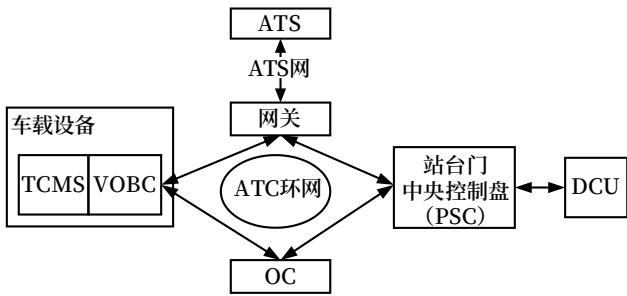 ATS
ATS网
网关
车载设备
TCMS
VOBC
ATC环网
站台门
中央控制盘
（PSC）
DCU
OC